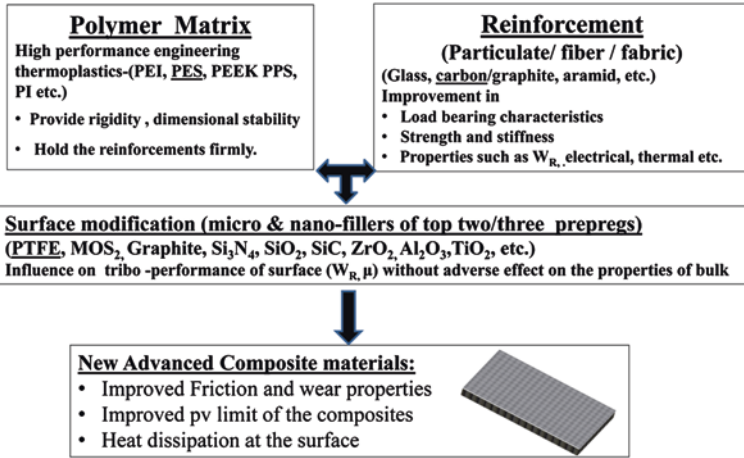 Polymer Matrix
High performance engineering
thermoplastics-(PEI, PES, PEEK PPS,
PI etc.)
• Provide rigidity , dimensional stability
• Hold the reinforcements firmly.
Reinforcement
(Particulate/ fiber / fabric)
(Glass, carbon/graphite, aramid, etc.)
Improvement in
• Load bearing characteristics
• Strength and stiffness
• Properties such as W_R, electrical, thermal etc.
Surface modification (micro & nano-fillers of top two/three prepregs)
(PTFE, MOS₂, Graphite, Si₃N₄, SiO₂, SiC, ZrO₂, Al₂O₃,TiO₂, etc.)
Influence on tribo -performance of surface (W_R, μ) without adverse effect on the properties of bulk
New Advanced Composite materials:
• Improved Friction and wear properties
• Improved pv limit of the composites
• Heat dissipation at the surface